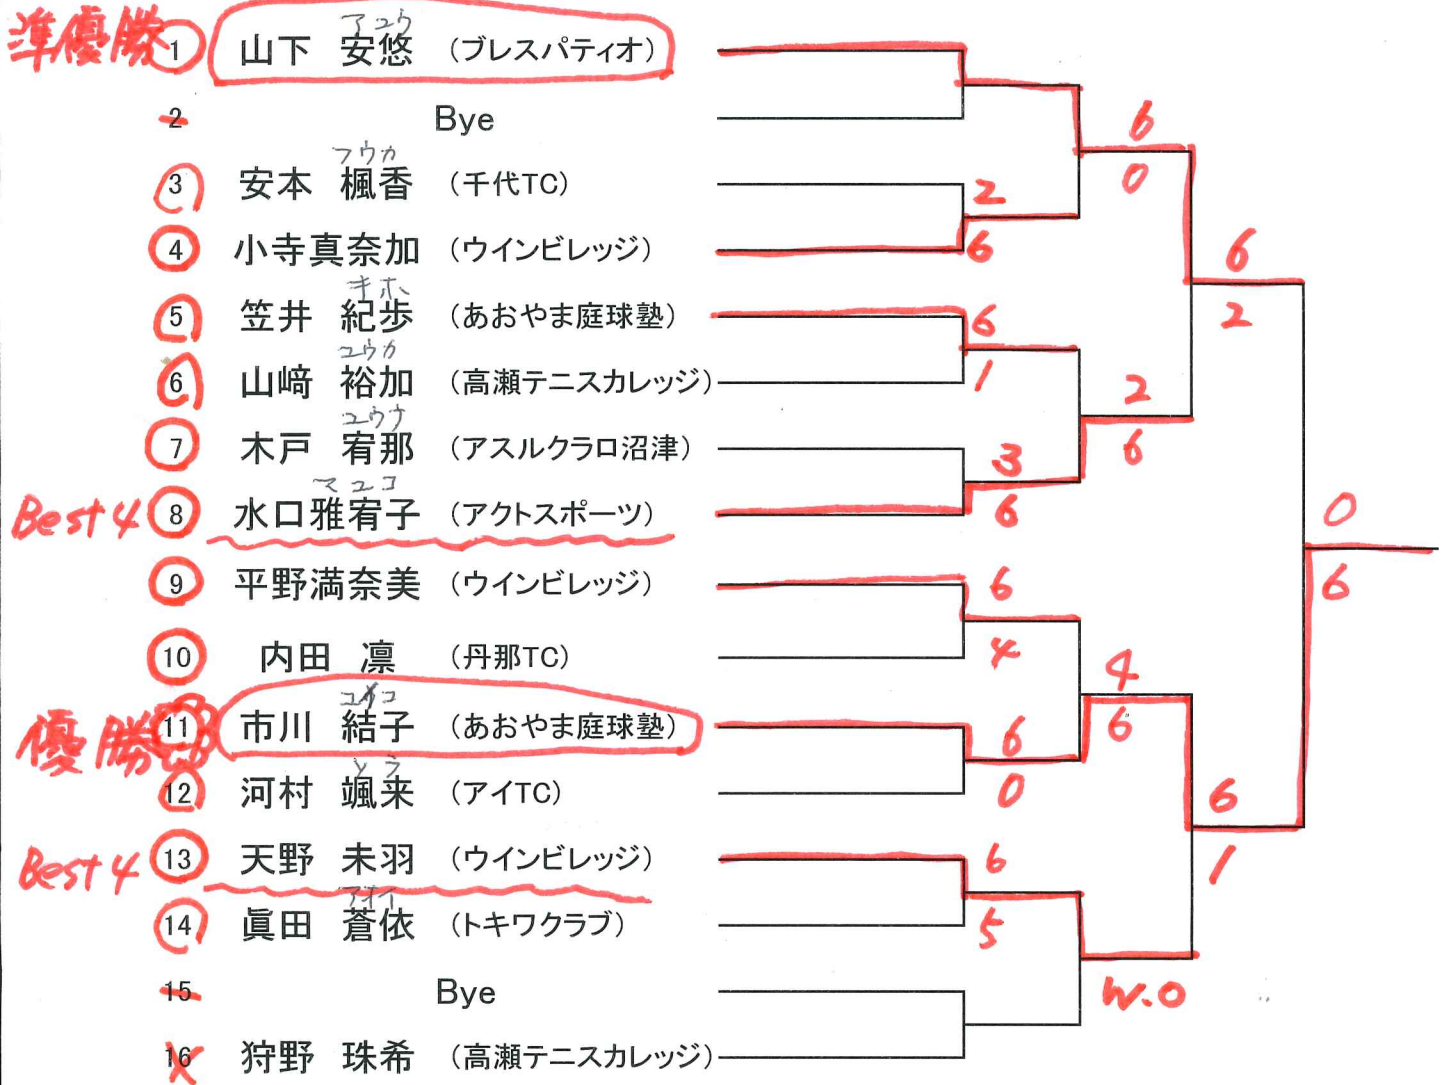 準優勝 1 山下 安悠 アユウ (ブレスパティオ)
2 Bye
6
0
3 安本 楓香 フウカ (千代TC) 2
4 小寺真奈加 (ウインビレッジ) 6
6
2
5 笠井 紀歩 キホ (あおやま庭球塾) 6
6 山﨑 裕加 ユウカ (高瀬テニスカレッジ) 1
2
6
7 木戸 宥那 ユウナ (アスルクラロ沼津) 3
Best4 8 水口雅宥子 マユコ (アクトスポーツ) 6
0
6
9 平野満奈美 (ウインビレッジ) 6
10 内田 凛 (丹那TC) 4
4
6
優勝 11 市川 結子 (あおやま庭球塾) 6
12 河村 颯来 ソラ (アイTC) 0
6
1
Best4 13 天野 未羽 (ウインビレッジ) 6
14 眞田 蒼依 アオイ (トキワクラブ) 5
W.O
15 Bye
16 狩野 珠希 (高瀬テニスカレッジ)